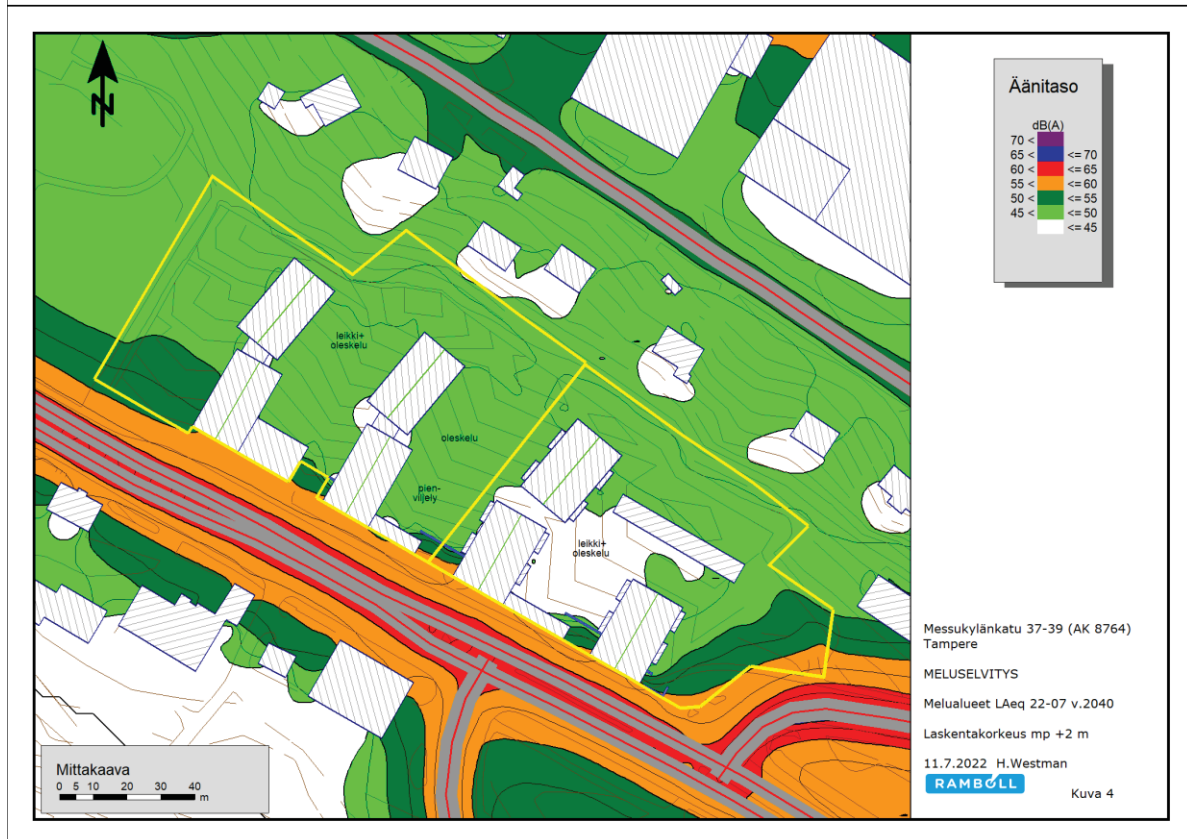 N
leikki+
oleskelu
oleskelu
pien-
viljely
leikki+
oleskelu
Mittakaava
0 5 10 20 30 40
m
Äänitaso
dB(A)
70 <
65 < <= 70
60 < <= 65
55 < <= 60
50 < <= 55
45 < <= 50
<= 45
Messukylänkatu 37-39 (AK 8764)
Tampere
MELUSELVITYS
Melualueet LAeq 22-07 v.2040
Laskentakorkeus mp +2 m
11.7.2022 H.Westman
RAMBOLL
Kuva 4